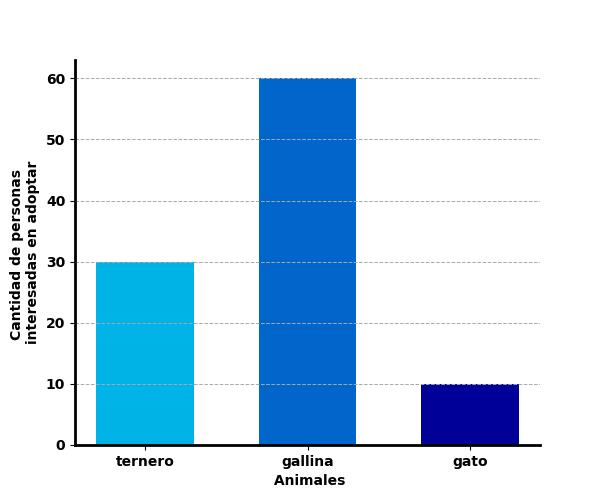 60
50
40
30
20
10
0
Cantidad de personas
interesadas en adoptar
ternero gallina gato
Animales